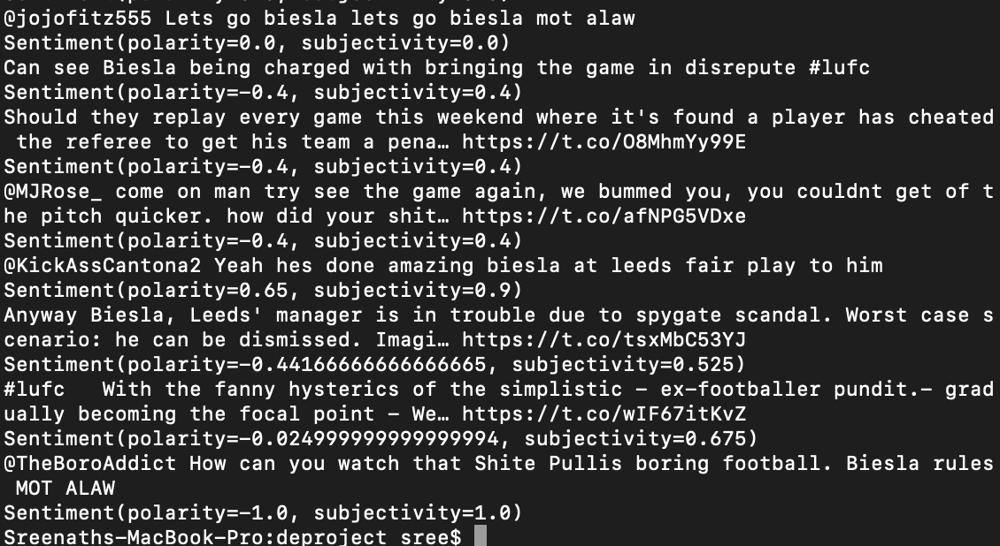 @jojofitz555 Lets go biesla lets go biesla mot alaw
Sentiment(polarity=0.0, subjectivity=0.0)
Can see Biesla being charged with bringing the game in disrepute #lufc
Sentiment(polarity=-0.4, subjectivity=0.4)
Should they replay every game this weekend where it's found a player has cheated
the referee to get his team a pena… https://t.co/O8MhmYy99E
Sentiment(polarity=-0.4, subjectivity=0.4)
@MJRose_ come on man try see the game again, we bummed you, you couldnt get of t
he pitch quicker. how did your shit… https://t.co/afNPG5VDxe
Sentiment(polarity=-0.4, subjectivity=0.4)
@KickAssCantona2 Yeah hes done amazing biesla at leeds fair play to him
Sentiment(polarity=0.65, subjectivity=0.9)
Anyway Biesla, Leeds' manager is in trouble due to spygate scandal. Worst case s
cenario: he can be dismissed. Imagi… https://t.co/tsxMbC53YJ
Sentiment(polarity=-0.44166666666666665, subjectivity=0.525)
#lufc   With the fanny hysterics of the simplistic - ex-footballer pundit.- grad
ually becoming the focal point - We… https://t.co/wIF67itKvZ
Sentiment(polarity=-0.024999999999999994, subjectivity=0.675)
@TheBoroAddict How can you watch that Shite Pullis boring football. Biesla rules
MOT ALAW
Sentiment(polarity=-1.0, subjectivity=1.0)
Sreenaths-MacBook-Pro:deproject sree$